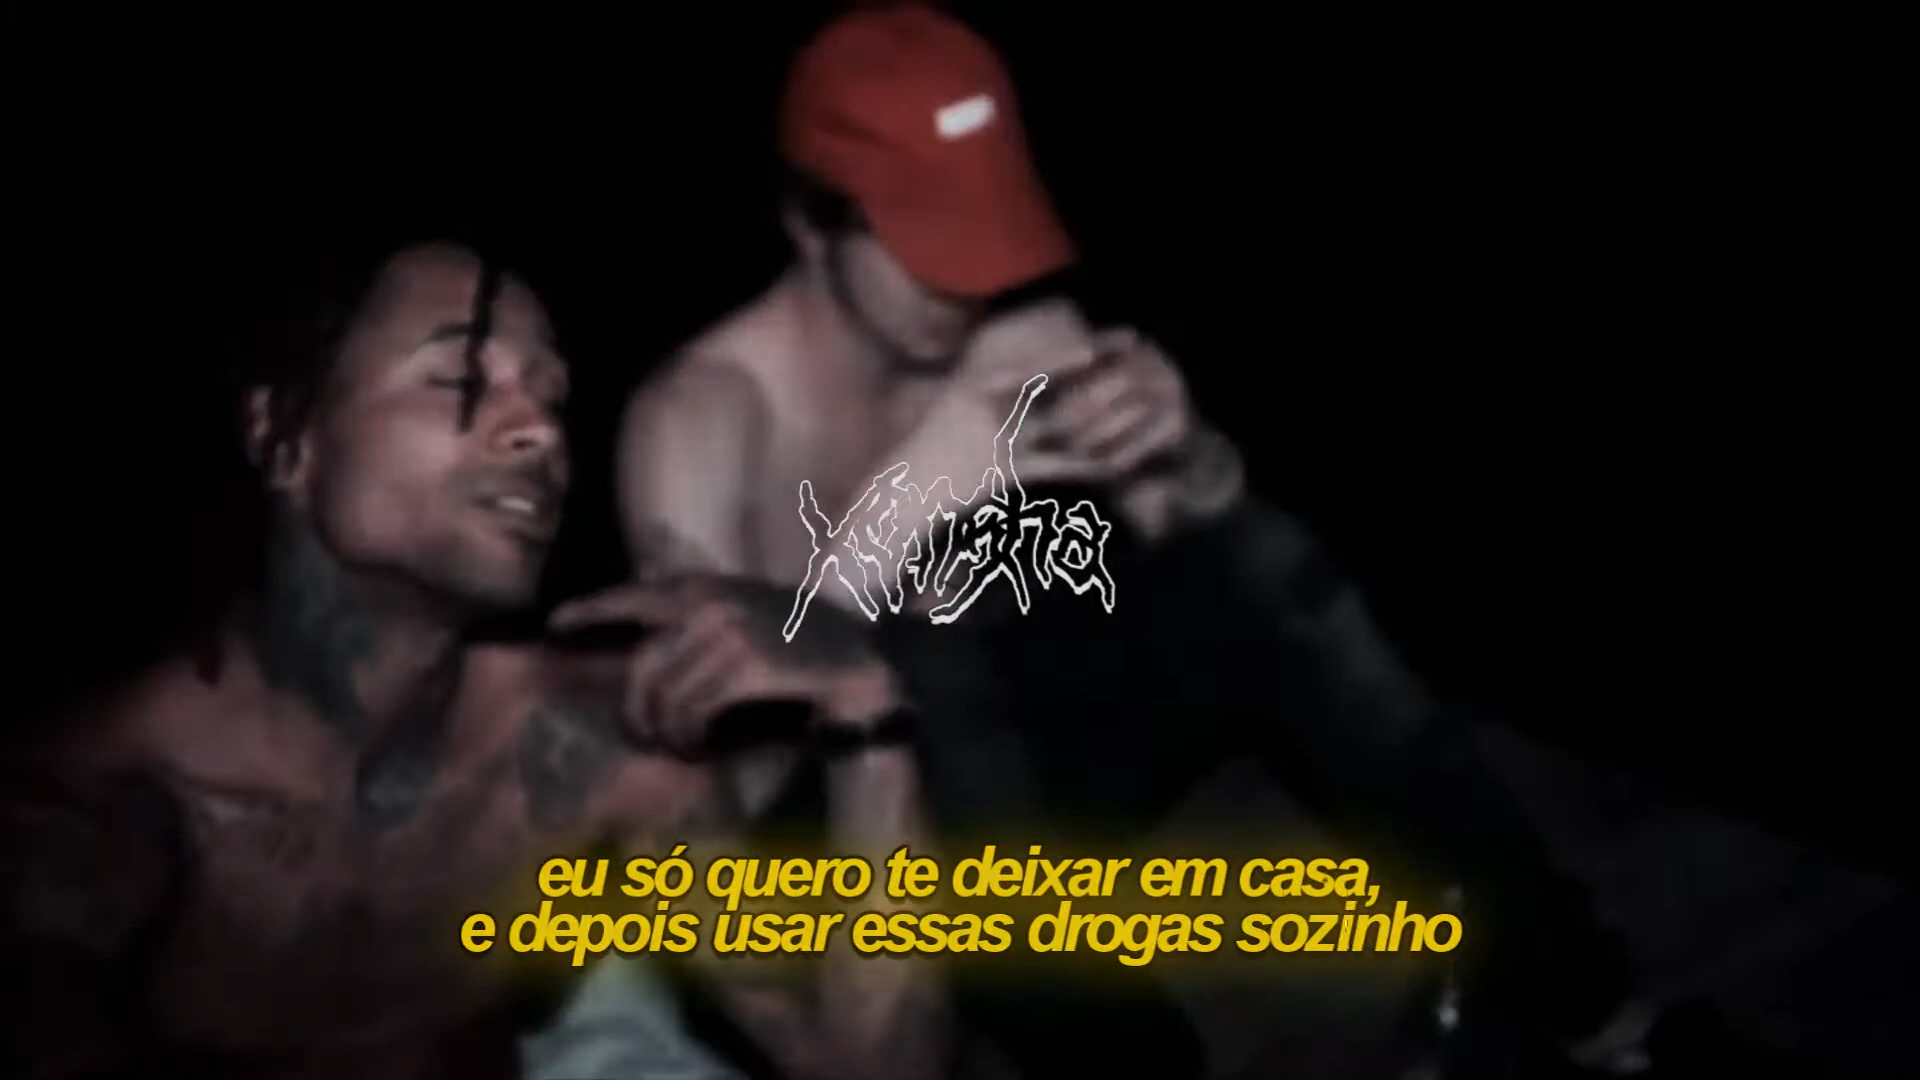 eu só quero te deixar em casa,
e depois usar essas drogas sozinho